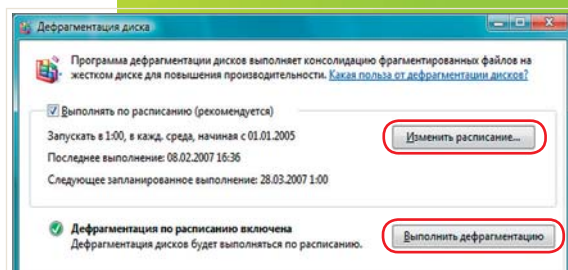 Дефрагментация диска
Программа дефрагментации дисков выполняет консолидацию фрагментированных файлов на
жестком диске для повышения производительности. Какая польза от дефрагментации дисков?
Выполнять по расписанию (рекомендуется)
Запускать в 1:00, в кажд. среда, начиная с 01.01.2005
Изменить расписание...
Последнее выполнение: 08.02.2007 16:36
Следующее запланированное выполнение: 28.03.2007 1:00
Дефрагментация по расписанию включена
Дефрагментация дисков будет выполняться по расписанию.
Выполнить дефрагментацию